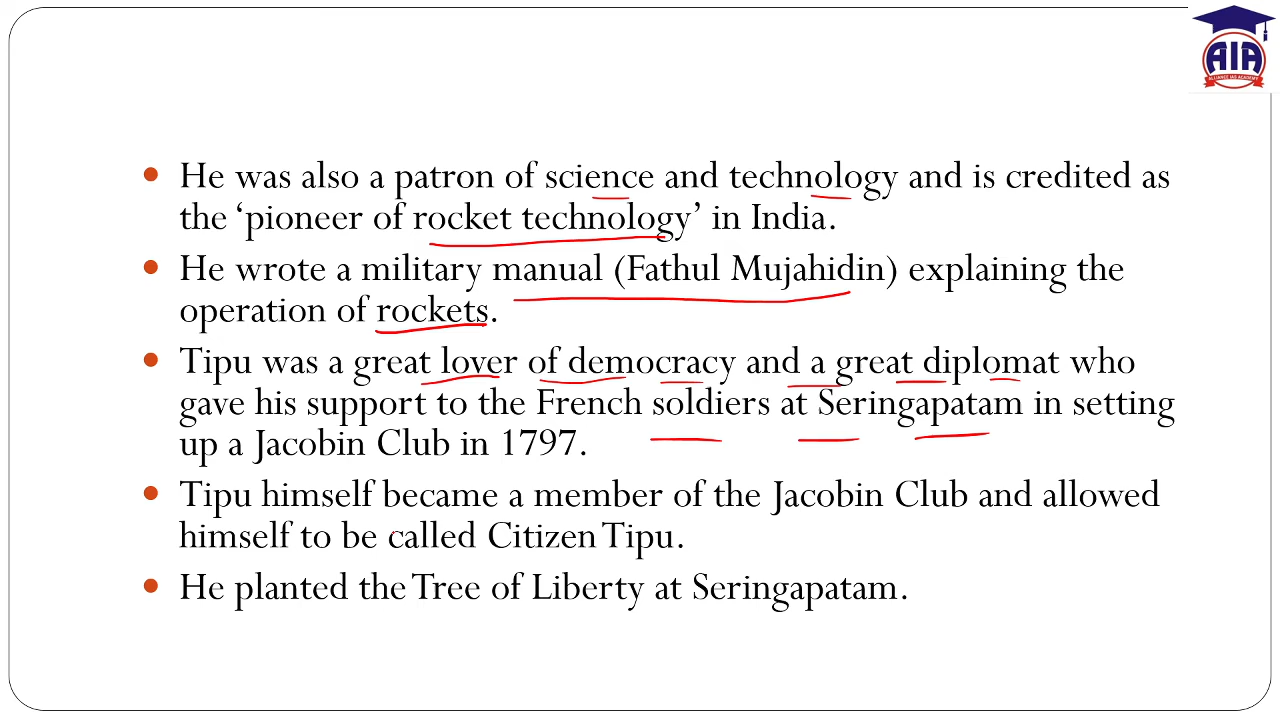 AIA
ALLIANCE IAS ACADEMY
• He was also a patron of science and technology and is credited as
the ‘pioneer of rocket technology’ in India.
• He wrote a military manual (Fathul Mujahidin) explaining the
operation of rockets.
• Tipu was a great lover of democracy and a great diplomat who
gave his support to the French soldiers at Seringapatam in setting
up a Jacobin Club in 1797.
• Tipu himself became a member of the Jacobin Club and allowed
himself to be called Citizen Tipu.
• He planted the Tree of Liberty at Seringapatam.